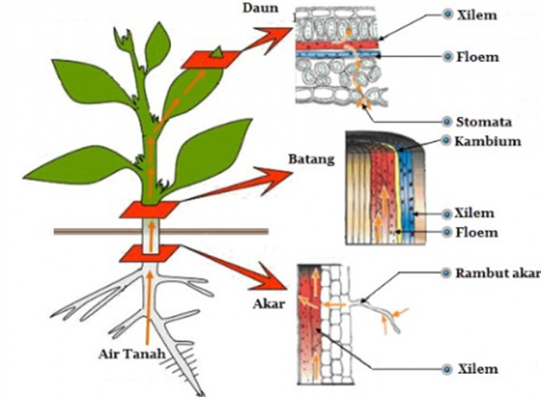 Daun
Xilem
Floem
Stomata
Kambium
Batang
Xilem
Floem
Rambut akar
Akar
Air Tanah
Xilem